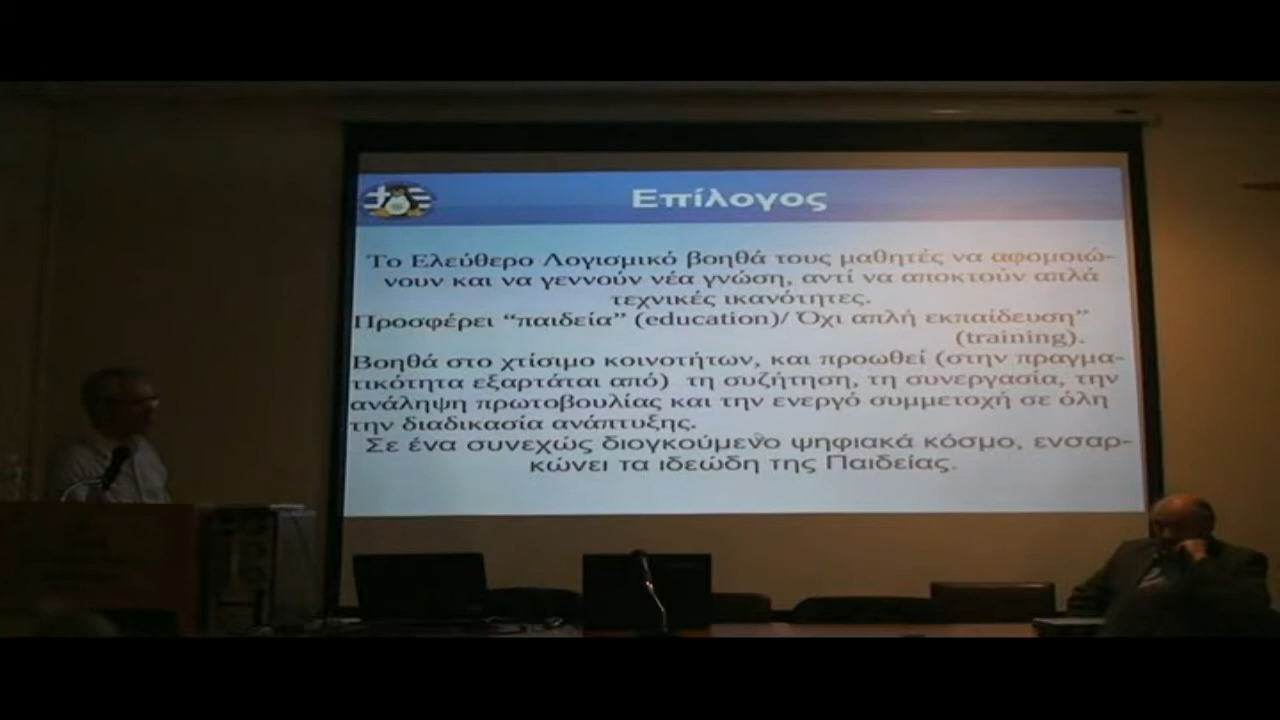 Επίλογος
Το Ελεύθερο Λογισμικό βοηθά τους μαθητές να αφομοιώ-
νουν και να γεννούν νέα γνώση, αντί να αποκτούν απλά
τεχνικές ικανότητες.
Προσφέρει “παιδεία” (education)/ Όχι απλή εκπαίδευση”
(training).
Βοηθά στο χτίσιμο κοινοτήτων, και προωθεί (στην πραγμα-
τικότητα εξαρτάται από) τη συζήτηση, τη συνεργασία, την
ανάληψη πρωτοβουλίας και την ενεργό συμμετοχή σε όλη
την διαδικασία ανάπτυξης.
Σε ένα συνεχώς διογκούμενο ψηφιακά κόσμο, ενσαρ-
κώνει τα ιδεώδη της Παιδείας.